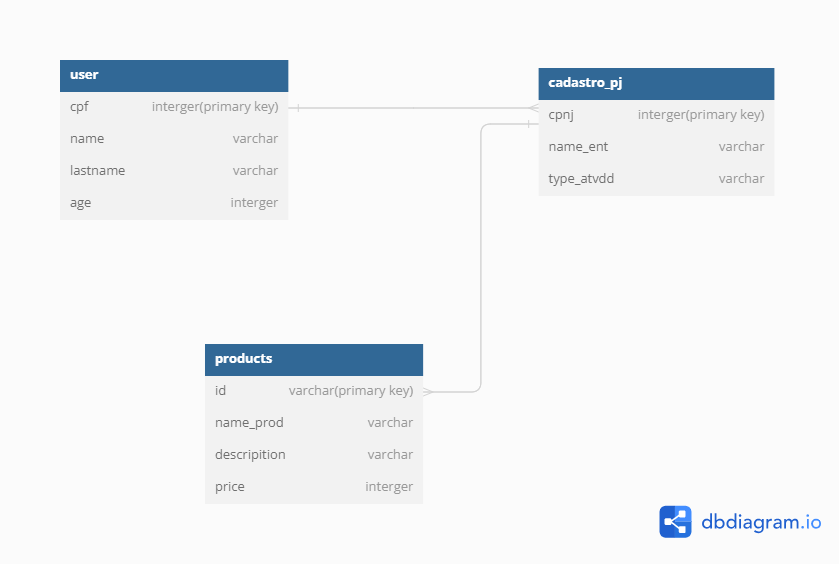 user
cpf interger(primary key)
name varchar
lastname varchar
age interger
cadastro_pj
cpnj interger(primary key)
name_ent varchar
type_atvdd varchar
products
id varchar(primary key)
name_prod varchar
descripition varchar
price interger
dbdiagram.io